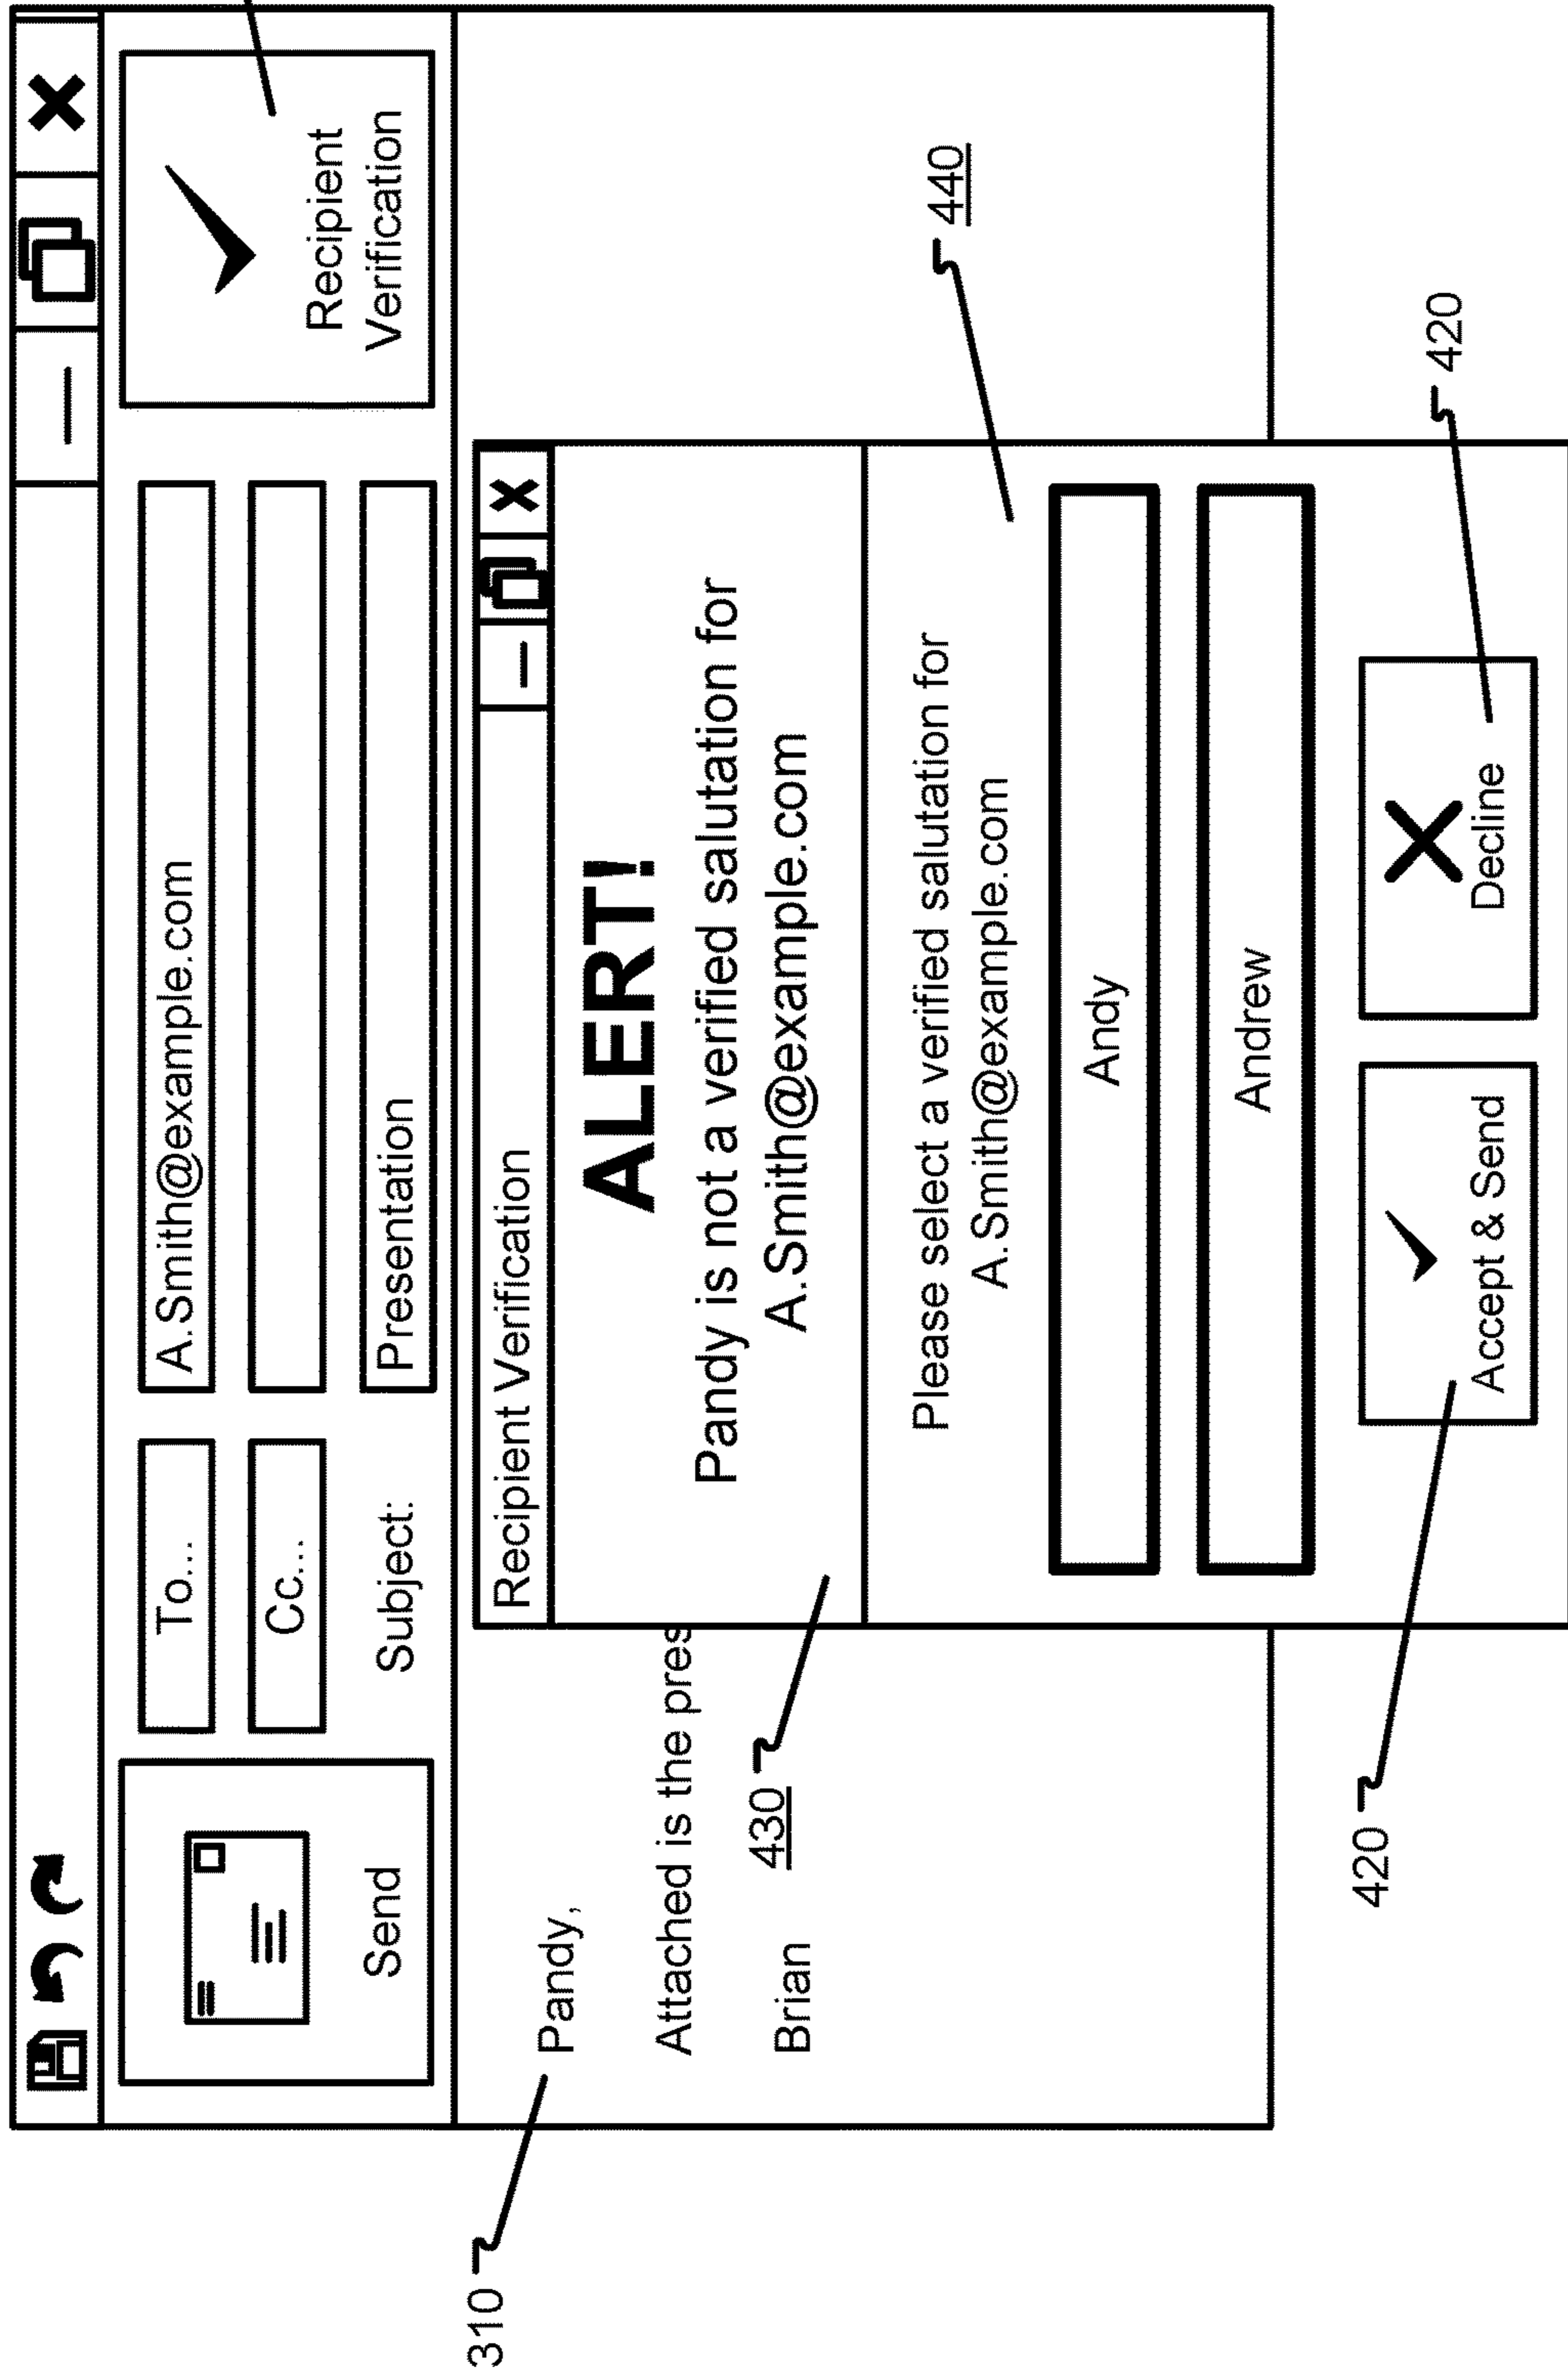 Send
To...
A.Smith@example.com
Cc...
Subject:
Presentation
Recipient
Verification
310
Pandy,
Attached is the pres
Brian
430
Recipient Verification
ALERT!
Pandy is not a verified salutation for
A.Smith@example.com
440
Please select a verified salutation for
A.Smith@example.com
Andy
Andrew
Accept & Send
Decline
420
420